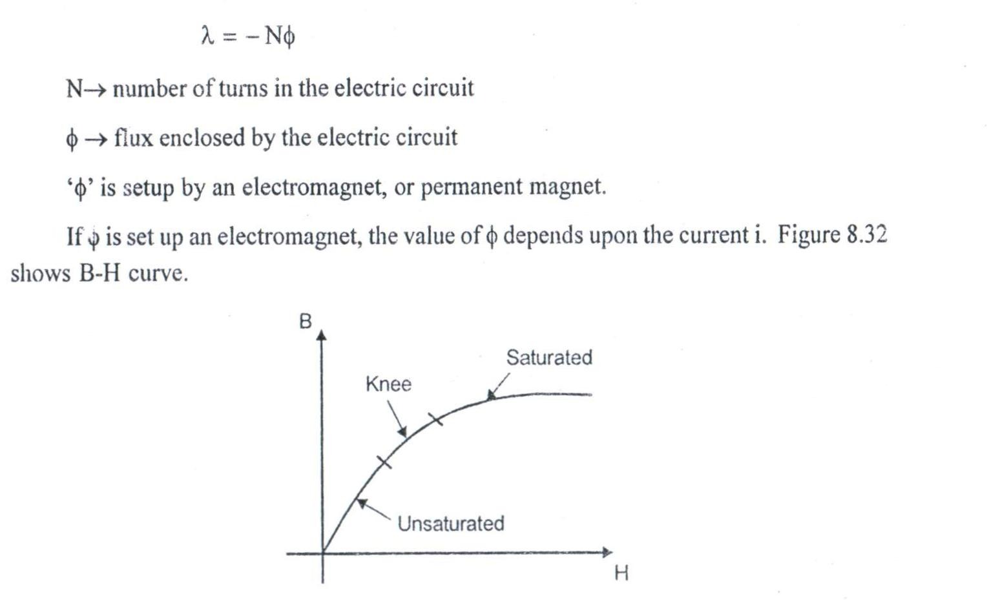 λ = – Nϕ
N→ number of turns in the electric circuit
ϕ → flux enclosed by the electric circuit
‘ϕ’ is setup by an electromagnet, or permanent magnet.
If ϕ is set up an electromagnet, the value of ϕ depends upon the current i. Figure 8.32
shows B-H curve.
B
Saturated
Knee
Unsaturated
H